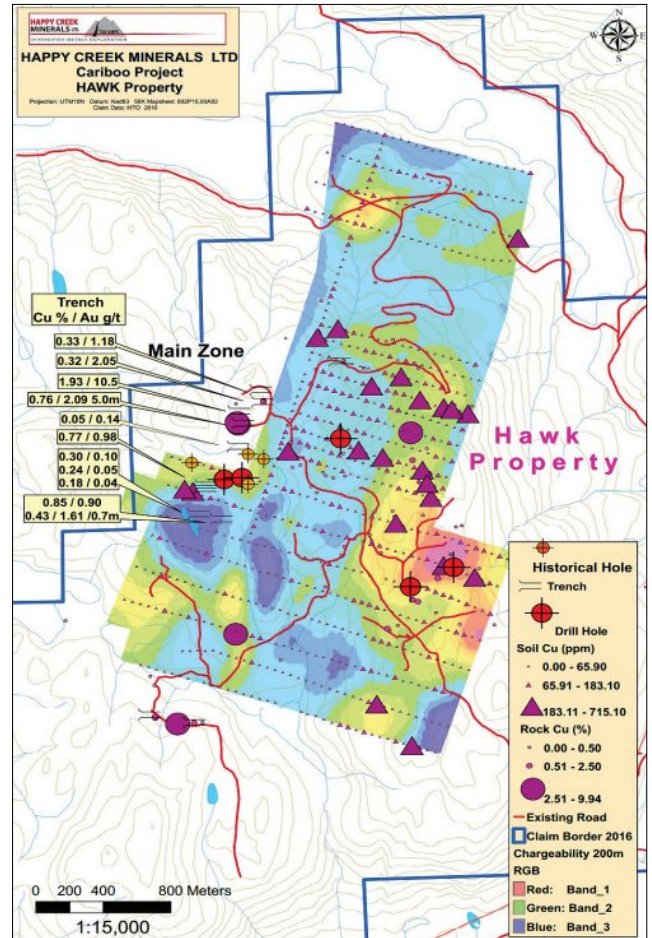 HAPPY CREEK
MINERALS LTD.
HAPPY CREEK MINERALS LTD
Cariboo Project
HAWK Property
Claim Data: MTO 2016
N
W
E
S
Trench
Cu % / Au g/t
0.33 / 1.18
0.32 / 2.05
1.93 / 10.5
0.76 / 2.09 5.0m
0.05 / 0.14
0.77 / 0.98
0.30 / 0.10
0.24 / 0.05
0.18 / 0.04
0.85 / 0.90
0.43 / 1.61 /0.7m
Main Zone
Hawk
Property
Historical Hole
Trench
Drill Hole
Soil Cu (ppm)
0.00 - 65.90
65.91 - 183.10
183.11 - 715.10
Rock Cu (%)
0.00 - 0.50
0.51 - 2.50
2.51 - 9.94
Existing Road
Claim Border 2016
Chargeability 200m
RGB
Red: Band_1
Green: Band_2
Blue: Band_3
0 200 400 800 Meters
1:15,000